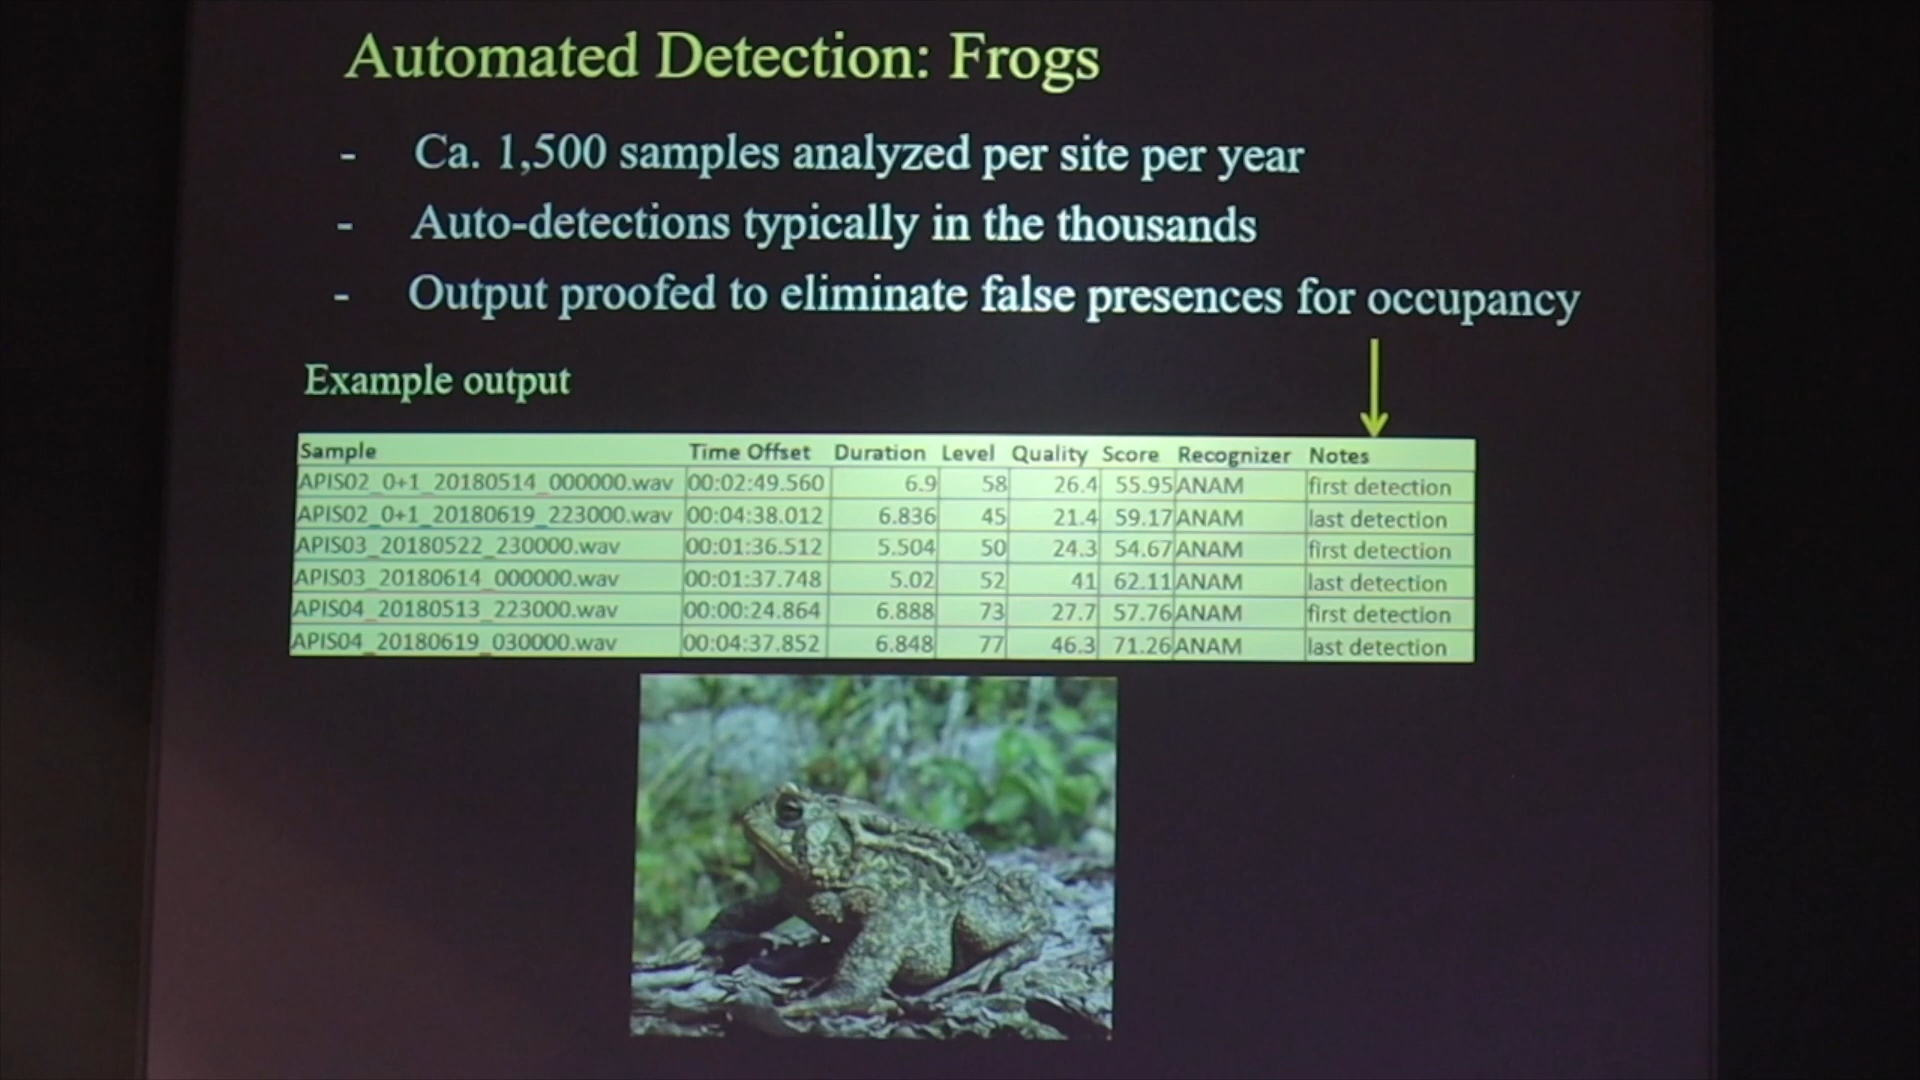 Automated Detection: Frogs
- Ca. 1,500 samples analyzed per site per year
- Auto-detections typically in the thousands
- Output proofed to eliminate false presences for occupancy
Example output
Sample Time Offset Duration Level Quality Score Recognizer Notes
APIS02_0+1_20180514_000000.wav 00:02:49.560 6.9 58 26.4 55.95 ANAM first detection
APIS02_0+1_20180619_223000.wav 00:04:38.012 6.836 45 21.4 59.17 ANAM last detection
APIS03_20180522_230000.wav 00:01:36.512 5.504 50 24.3 54.67 ANAM first detection
APIS03_20180614_000000.wav 00:01:37.748 5.02 52 41 62.11 ANAM last detection
APIS04_20180513_223000.wav 00:00:24.864 6.888 73 27.7 57.76 ANAM first detection
APIS04_20180619_030000.wav 00:04:37.852 6.848 77 46.3 71.26 ANAM last detection